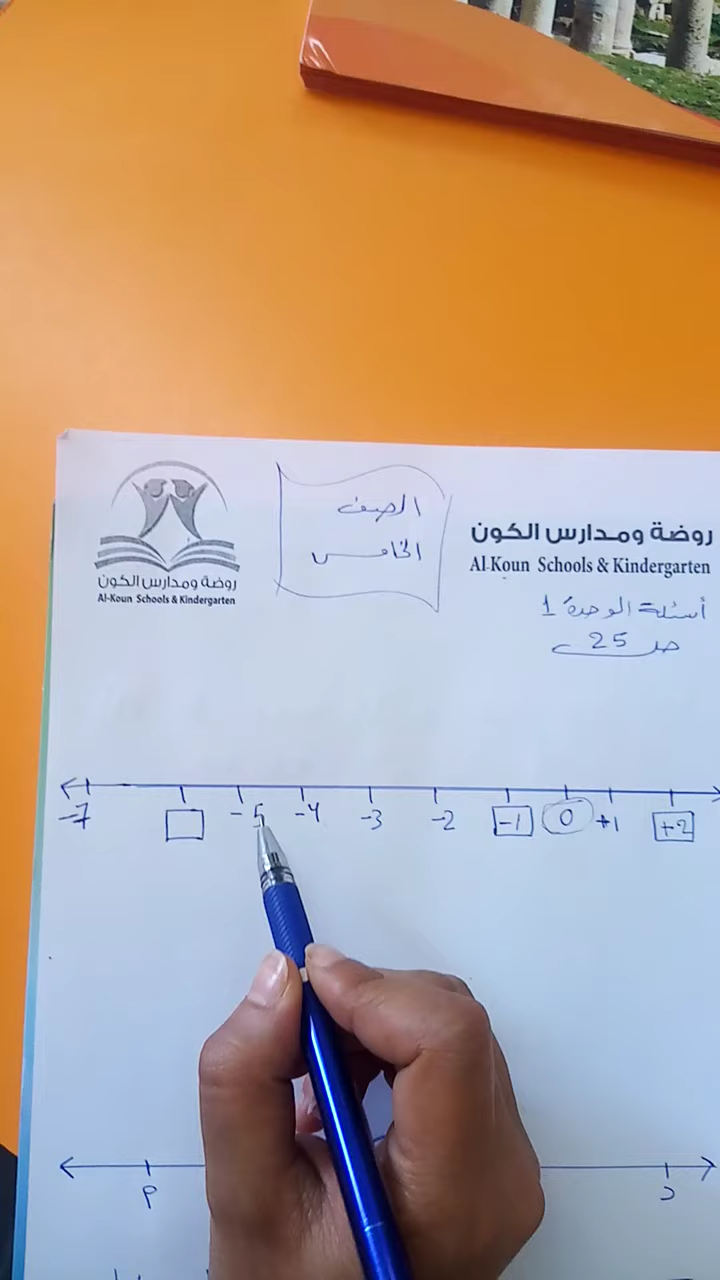 روضة ومدارس الكون
Al-Koun Schools & Kindergarten
الصف
الخامس
روضة ومدارس الكون
Al-Koun Schools & Kindergarten
أسئلة الوحدة 1
ص 25
-7 -5 -4 -3 -2 -1 0 +1 +2